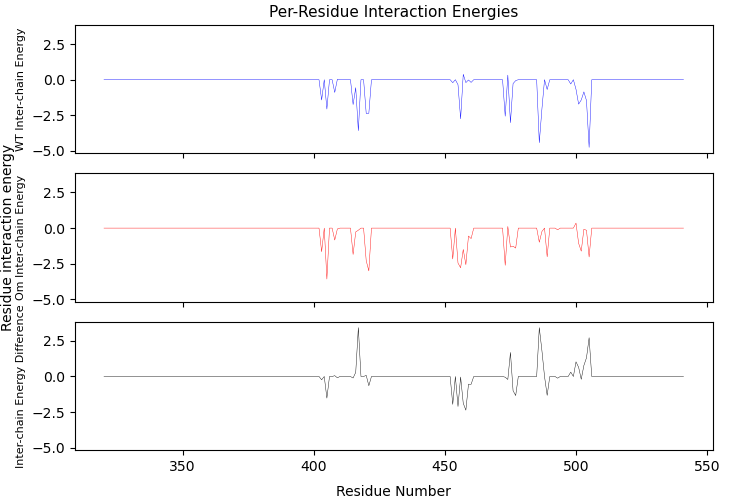 Per-Residue Interaction Energies
Residue interaction energy
WT Inter-chain Energy
2.5
0.0
−2.5
−5.0
Om Inter-chain Energy
2.5
0.0
−2.5
−5.0
Inter-chain Energy Difference
2.5
0.0
−2.5
−5.0
350
400
450
500
550
Residue Number